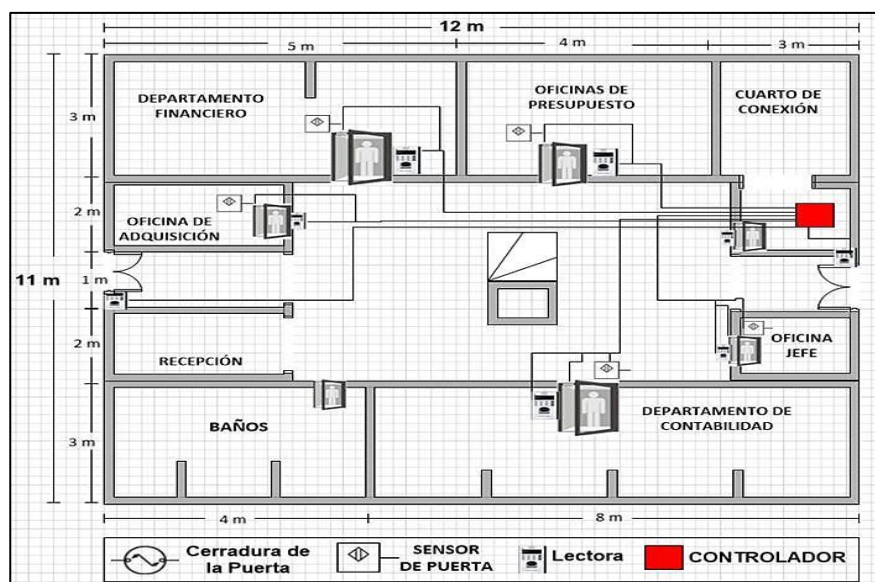 12 m
5 m
4 m
3 m
3 m
DEPARTAMENTO
FINANCIERO
OFICINAS DE
PRESUPUESTO
CUARTO DE
CONEXIÓN
2 m
OFICINA DE
ADQUISICIÓN
11 m
1 m
2 m
RECEPCIÓN
OFICINA
JEFE
3 m
BAÑOS
DEPARTAMENTO DE
CONTABILIDAD
4 m
8 m
Cerradura de
la Puerta
SENSOR
DE PUERTA
Lectora
CONTROLADOR